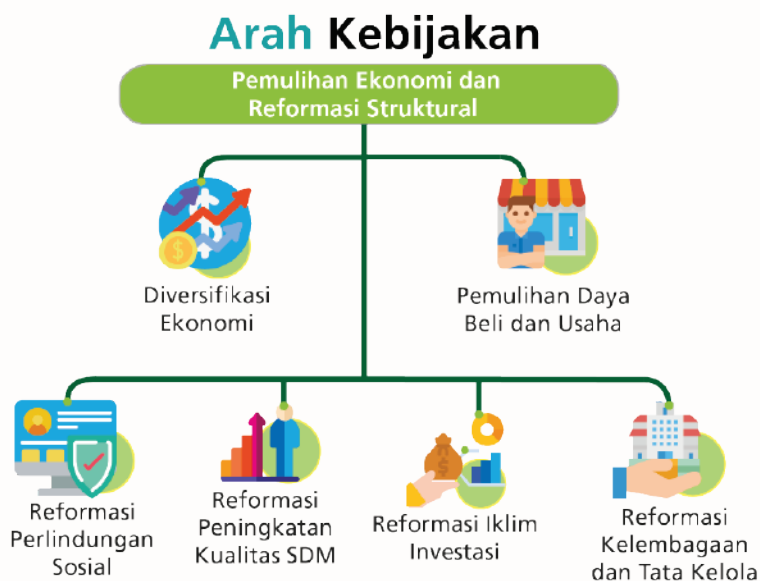 Arah Kebijakan
Pemulihan Ekonomi dan
Reformasi Struktural
Diversifikasi
Ekonomi
Pemulihan Daya
Beli dan Usaha
Reformasi
Perlindungan
Sosial
Reformasi
Peningkatan
Kualitas SDM
Reformasi Iklim
Investasi
Reformasi
Kelembagaan
dan Tata Kelola